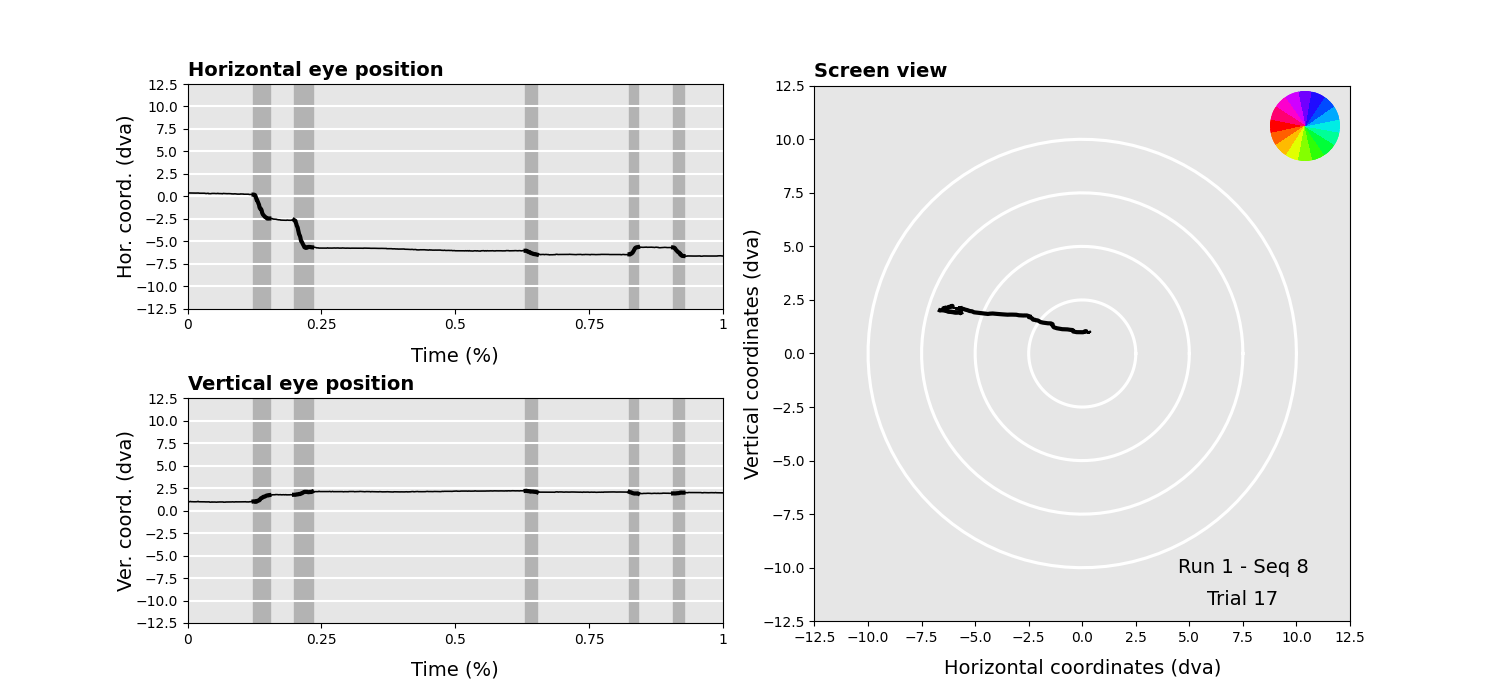 Horizontal eye position
12.5
10.0
7.5
5.0
2.5
0.0
−2.5
−5.0
−7.5
−10.0
−12.5
Hor. coord. (dva)
0 0.25 0.5 0.75 1
Time (%)
Vertical eye position
12.5
10.0
7.5
5.0
2.5
0.0
−2.5
−5.0
−7.5
−10.0
−12.5
Ver. coord. (dva)
0 0.25 0.5 0.75 1
Time (%)
Screen view
12.5
10.0
7.5
5.0
2.5
0.0
−2.5
−5.0
−7.5
−10.0
−12.5
Vertical coordinates (dva)
Run 1 - Seq 8
Trial 17
−12.5 −10.0 −7.5 −5.0 −2.5 0.0 2.5 5.0 7.5 10.0 12.5
Horizontal coordinates (dva)